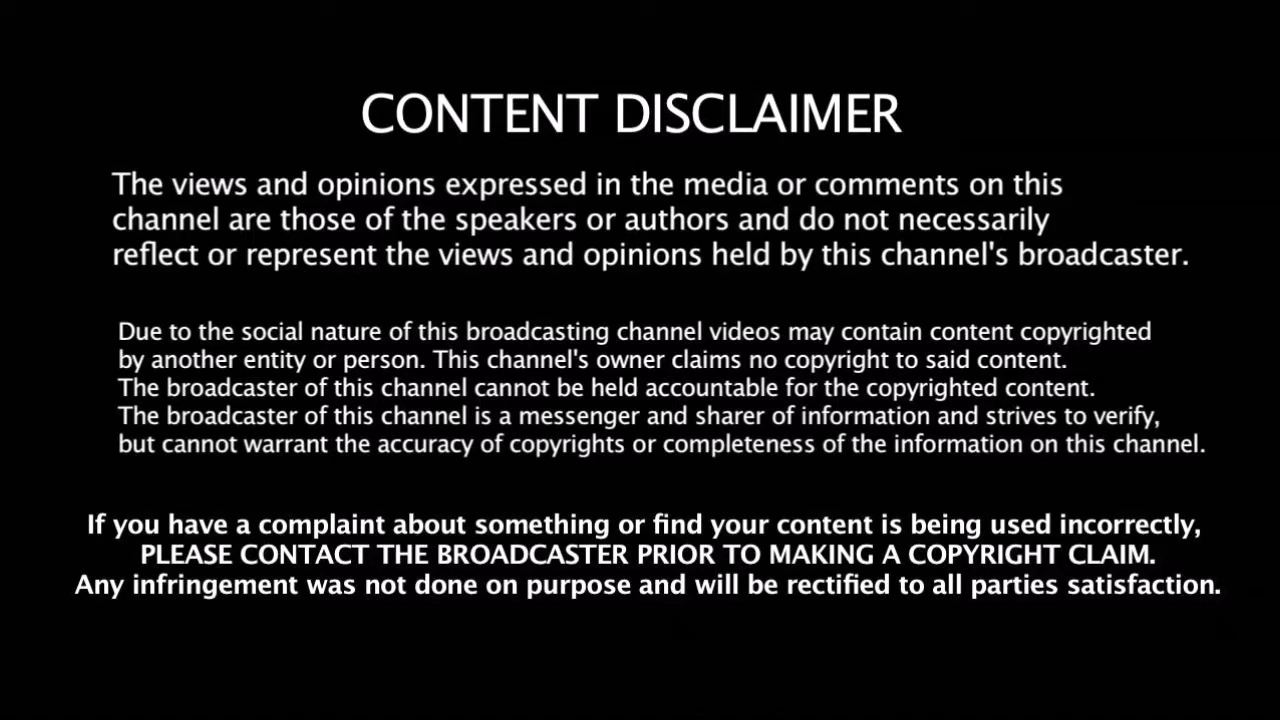 CONTENT DISCLAIMER
The views and opinions expressed in the media or comments on this
channel are those of the speakers or authors and do not necessarily
reflect or represent the views and opinions held by this channel's broadcaster.
Due to the social nature of this broadcasting channel videos may contain content copyrighted
by another entity or person. This channel's owner claims no copyright to said content.
The broadcaster of this channel cannot be held accountable for the copyrighted content.
The broadcaster of this channel is a messenger and sharer of information and strives to verify,
but cannot warrant the accuracy of copyrights or completeness of the information on this channel.
If you have a complaint about something or find your content is being used incorrectly,
PLEASE CONTACT THE BROADCASTER PRIOR TO MAKING A COPYRIGHT CLAIM.
Any infringement was not done on purpose and will be rectified to all parties satisfaction.